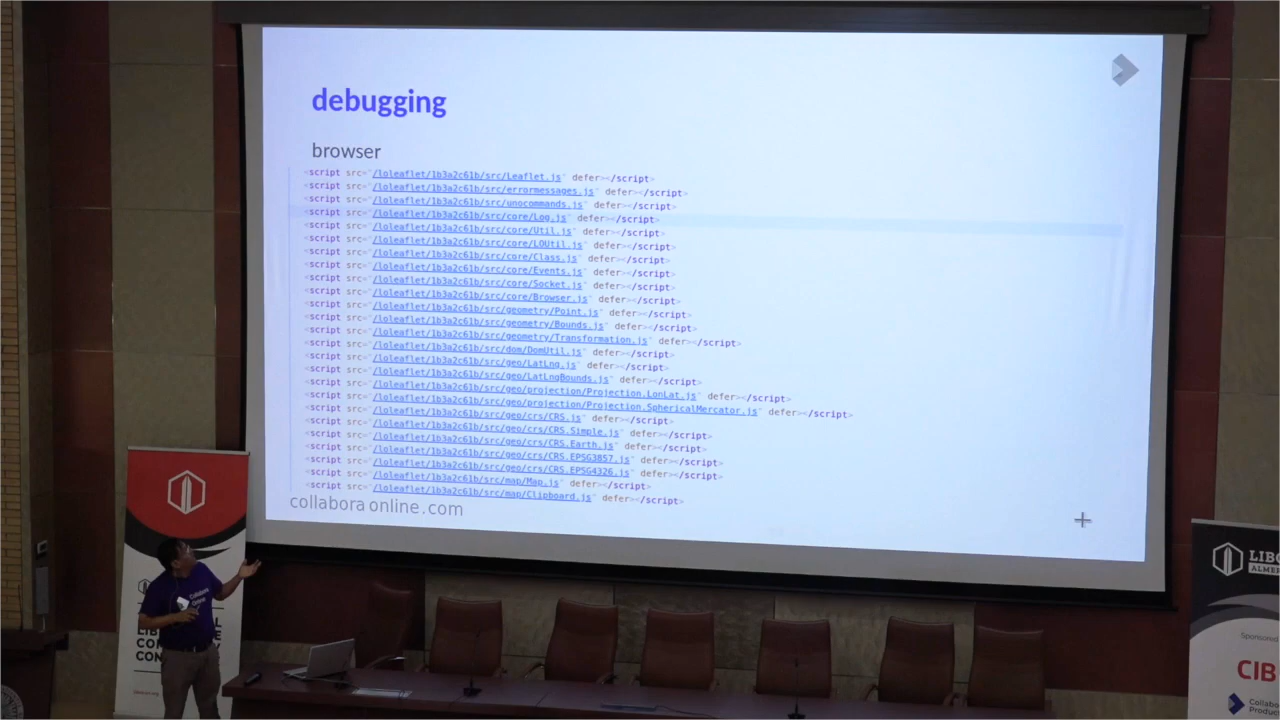 debugging
browser
<script src="/loleaflet/1b3a2c61b/src/Leaflet.js" defer></script>
<script src="/loleaflet/1b3a2c61b/src/errormessages.js" defer></script>
<script src="/loleaflet/1b3a2c61b/src/unocommands.js" defer></script>
<script src="/loleaflet/1b3a2c61b/src/core/Log.js" defer></script>
<script src="/loleaflet/1b3a2c61b/src/core/Util.js" defer></script>
<script src="/loleaflet/1b3a2c61b/src/core/LOUtil.js" defer></script>
<script src="/loleaflet/1b3a2c61b/src/core/Class.js" defer></script>
<script src="/loleaflet/1b3a2c61b/src/core/Events.js" defer></script>
<script src="/loleaflet/1b3a2c61b/src/core/Socket.js" defer></script>
<script src="/loleaflet/1b3a2c61b/src/core/Browser.js" defer></script>
<script src="/loleaflet/1b3a2c61b/src/geometry/Point.js" defer></script>
<script src="/loleaflet/1b3a2c61b/src/geometry/Bounds.js" defer></script>
<script src="/loleaflet/1b3a2c61b/src/geometry/Transformation.js" defer></script>
<script src="/loleaflet/1b3a2c61b/src/dom/DomUtil.js" defer></script>
<script src="/loleaflet/1b3a2c61b/src/geo/LatLng.js" defer></script>
<script src="/loleaflet/1b3a2c61b/src/geo/LatLngBounds.js" defer></script>
<script src="/loleaflet/1b3a2c61b/src/geo/projection/Projection.LonLat.js" defer></script>
<script src="/loleaflet/1b3a2c61b/src/geo/projection/Projection.SphericalMercator.js" defer></script>
<script src="/loleaflet/1b3a2c61b/src/geo/crs/CRS.js" defer></script>
<script src="/loleaflet/1b3a2c61b/src/geo/crs/CRS.Simple.js" defer></script>
<script src="/loleaflet/1b3a2c61b/src/geo/crs/CRS.Earth.js" defer></script>
<script src="/loleaflet/1b3a2c61b/src/geo/crs/CRS.EPSG3857.js" defer></script>
<script src="/loleaflet/1b3a2c61b/src/geo/crs/CRS.EPSG4326.js" defer></script>
<script src="/loleaflet/1b3a2c61b/src/map/Map.js" defer></script>
<script src="/loleaflet/1b3a2c61b/src/map/Clipboard.js" defer></script>
collabora online.com
Collabora
Online
LIBO
ALMER
Sponsored
CIB
Collabo
Produc